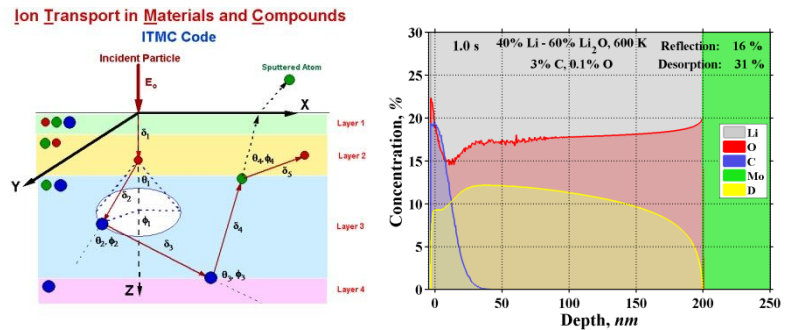 Ion Transport in Materials and Compounds
ITMC Code
Incident Particle
E₀
Sputtered Atom
X
Layer 1
δ₁
Layer 2
θ₄, ϕ₄
δ₅
Y
θ₁
δ₂
ϕ₁
δ₄
Layer 3
θ₂, ϕ₂
δ₃
θ₃, ϕ₃
Z
Layer 4
1.0 s
40% Li - 60% Li₂O, 600 K
3% C, 0.1% O
Reflection: 16 %
Desorption: 31 %
Concentration, %
30
25
20
15
10
5
0
Li
O
C
Mo
D
0 50 100 150 200 250
Depth, nm